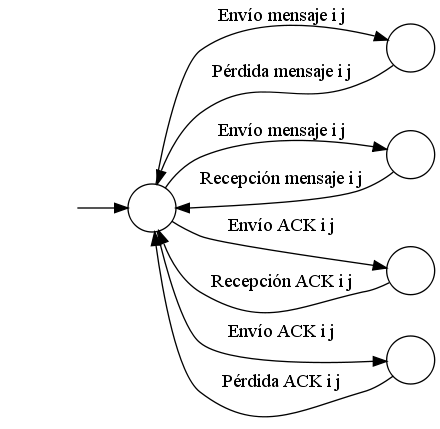 Envío mensaje i j
Pérdida mensaje i j
Envío mensaje i j
Recepción mensaje i j
Envío ACK i j
Recepción ACK i j
Envío ACK i j
Pérdida ACK i j